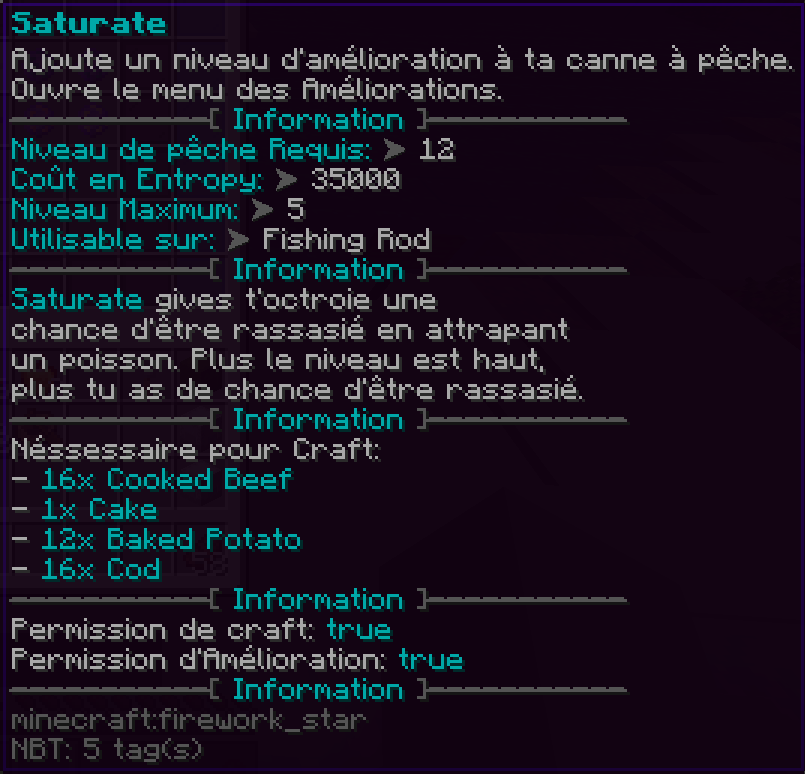 Saturate
Ajoute un niveau d'amélioration à ta canne à pêche.
Ouvre le menu des Améliorations.
[ Information ]
Niveau de pêche Requis: ➤ 12
Coût en Entropy: ➤ 35000
Niveau Maximum: ➤ 5
Utilisable sur: ➤ Fishing Rod
[ Information ]
Saturate gives t'octroie une
chance d'être rassasié en attrapant
un poisson. Plus le niveau est haut,
plus tu as de chance d'être rassasié.
[ Information ]
Néssessaire pour Craft:
- 16x Cooked Beef
- 1x Cake
- 12x Baked Potato
- 16x Cod
[ Information ]
Permission de craft: true
Permission d'Amélioration: true
[ Information ]
minecraft:firework_star
NBT: 5 tag(s)